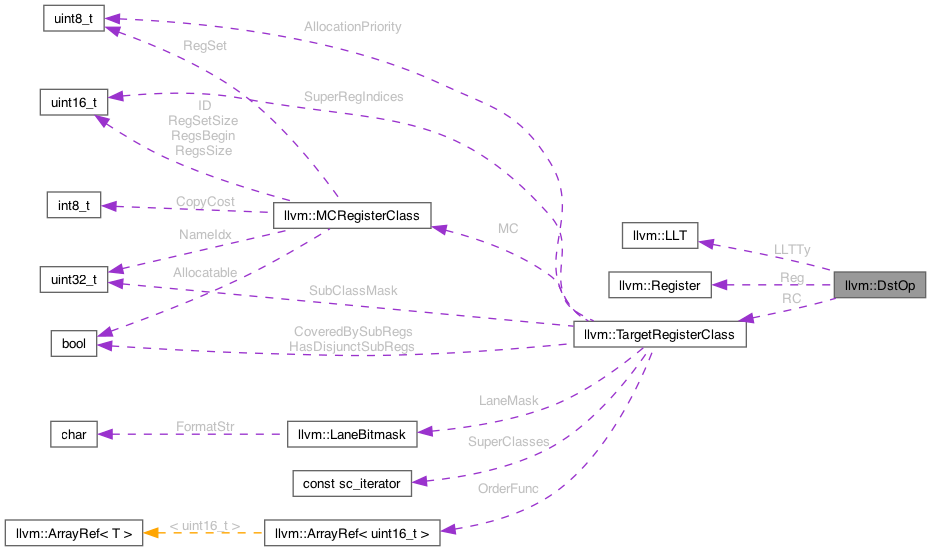 uint8_t
AllocationPriority
RegSet
uint16_t
SuperRegIndices
ID
RegSetSize
RegsBegin
RegsSize
int8_t
CopyCost
llvm::MCRegisterClass
MC
llvm::LLT
NameIdx
LLTTy
uint32_t
Allocatable
Reg
llvm::Register
llvm::DstOp
SubClassMask
RC
CoveredBySubRegs
HasDisjunctSubRegs
llvm::TargetRegisterClass
bool
LaneMask
char
FormatStr
llvm::LaneBitmask
SuperClasses
const sc_iterator
OrderFunc
< uint16_t >
llvm::ArrayRef< T >
llvm::ArrayRef< uint16_t >